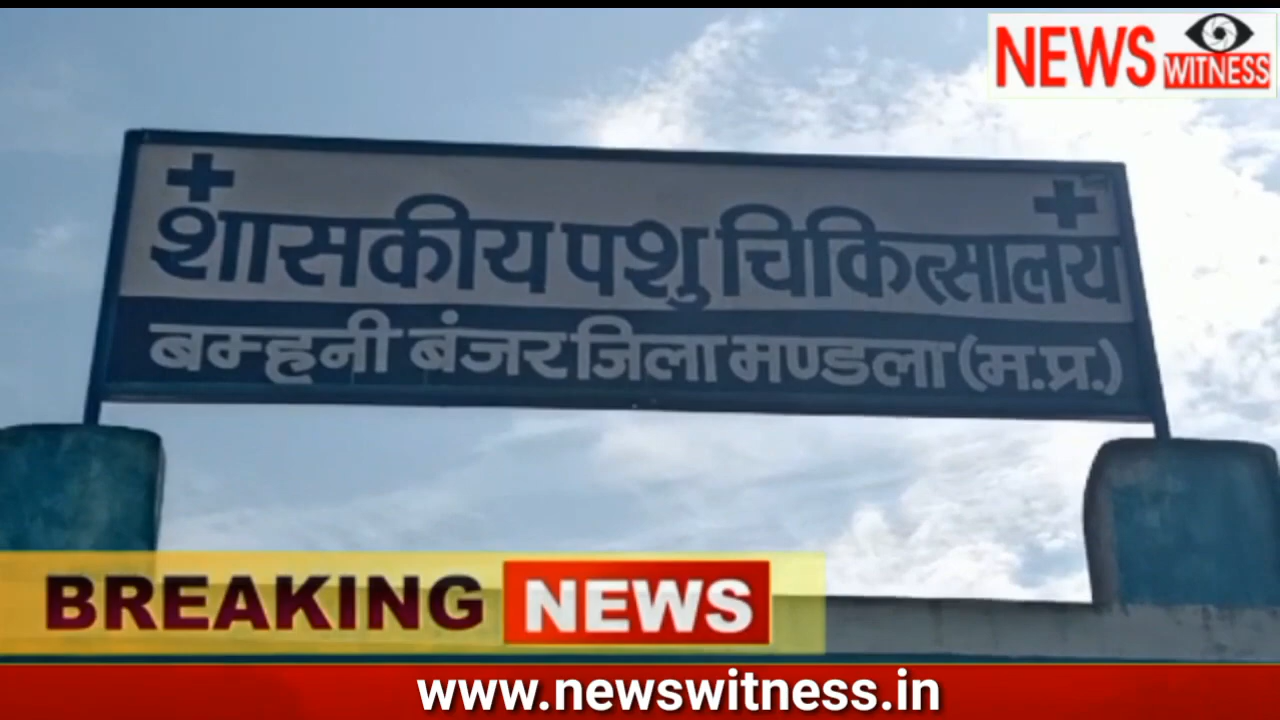 NEWS WITNESS
शासकीय पशु चिकित्सालय
बम्हनी बंजर जिला मण्डला (म.प्र.)
BREAKING NEWS
www.newswitness.in